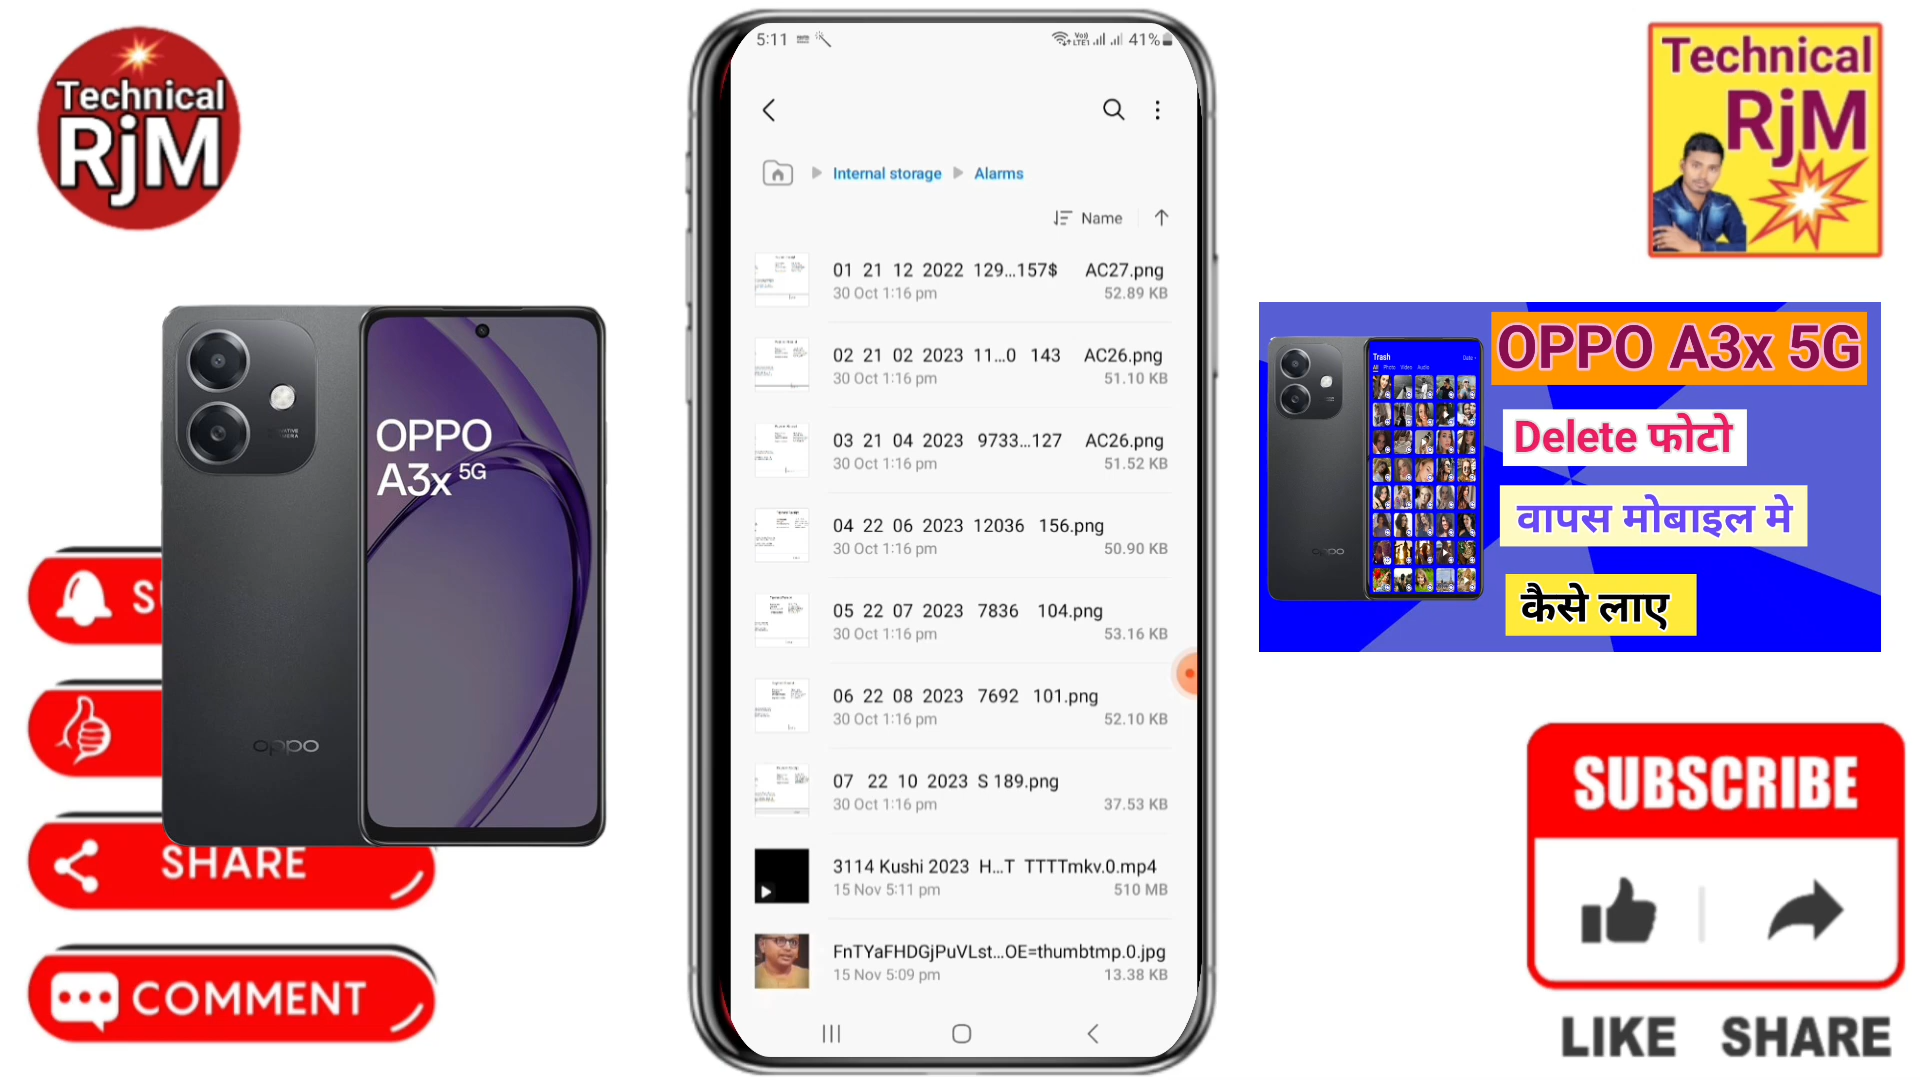 Technical
RjM
5:11
Vo))
LTE1
41%
Internal storage
Alarms
Name
01 21 12 2022 129...157$ AC27.png
30 Oct 1:16 pm
52.89 KB
02 21 02 2023 11...0 143 AC26.png
30 Oct 1:16 pm
51.10 KB
03 21 04 2023 9733...127 AC26.png
30 Oct 1:16 pm
51.52 KB
04 22 06 2023 12036 156.png
30 Oct 1:16 pm
50.90 KB
05 22 07 2023 7836 104.png
30 Oct 1:16 pm
53.16 KB
06 22 08 2023 7692 101.png
30 Oct 1:16 pm
52.10 KB
07 22 10 2023 S 189.png
30 Oct 1:16 pm
37.53 KB
3114 Kushi 2023 H...T TTTTmkv.0.mp4
15 Nov 5:11 pm
510 MB
FnTYaFHDGjPuVLst...OE=thumbtmp.0.jpg
15 Nov 5:09 pm
13.38 KB
OPPO
A3x 5G
oppo
SHARE
COMMENT
Technical
RjM
OPPO A3x 5G
Delete फोटो
वापस मोबाइल मे
कैसे लाए
Trash
Date
All Photo Video Audio
oppo
SUBSCRIBE
LIKE SHARE